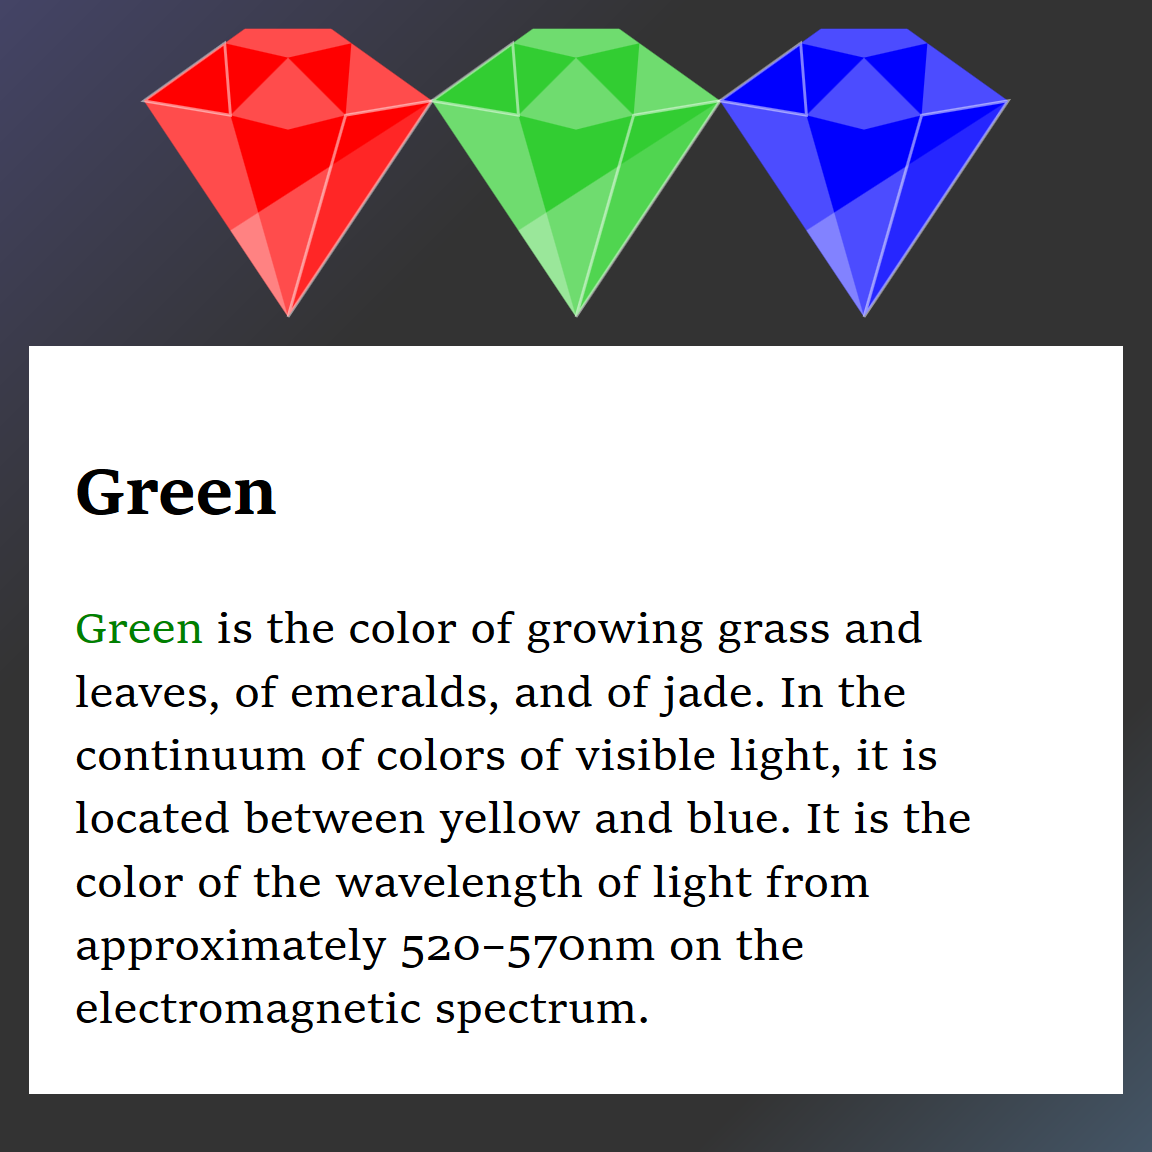 Green
Green is the color of growing grass and
leaves, of emeralds, and of jade. In the
continuum of colors of visible light, it is
located between yellow and blue. It is the
color of the wavelength of light from
approximately 520–570nm on the
electromagnetic spectrum.